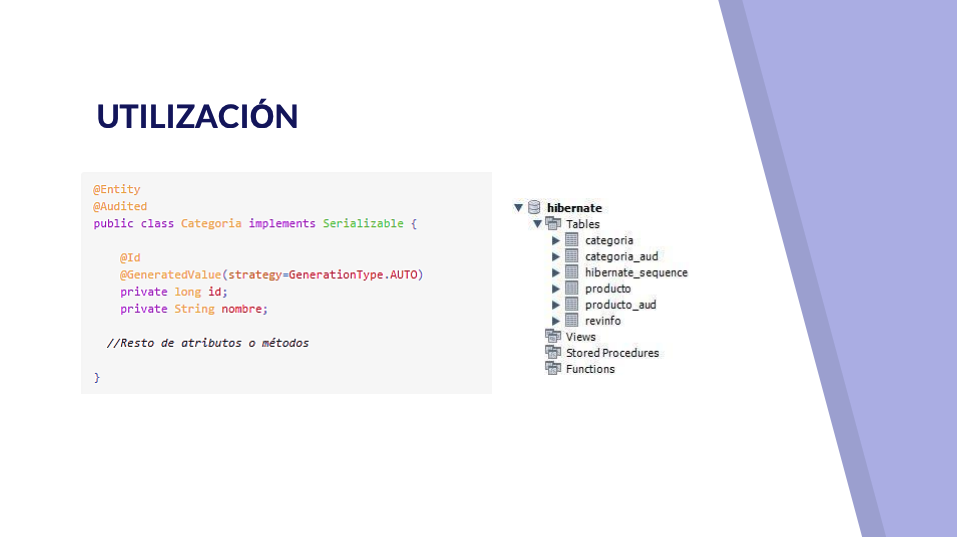 UTILIZACIÓN
@Entity
@Audited
public class Categoria implements Serializable {
@Id
@GeneratedValue(strategy=GenerationType.AUTO)
private long id;
private String nombre;
//Resto de atributos o métodos
}
hibernate
Tables
categoria
categoria_aud
hibernate_sequence
producto
producto_aud
revinfo
Views
Stored Procedures
Functions